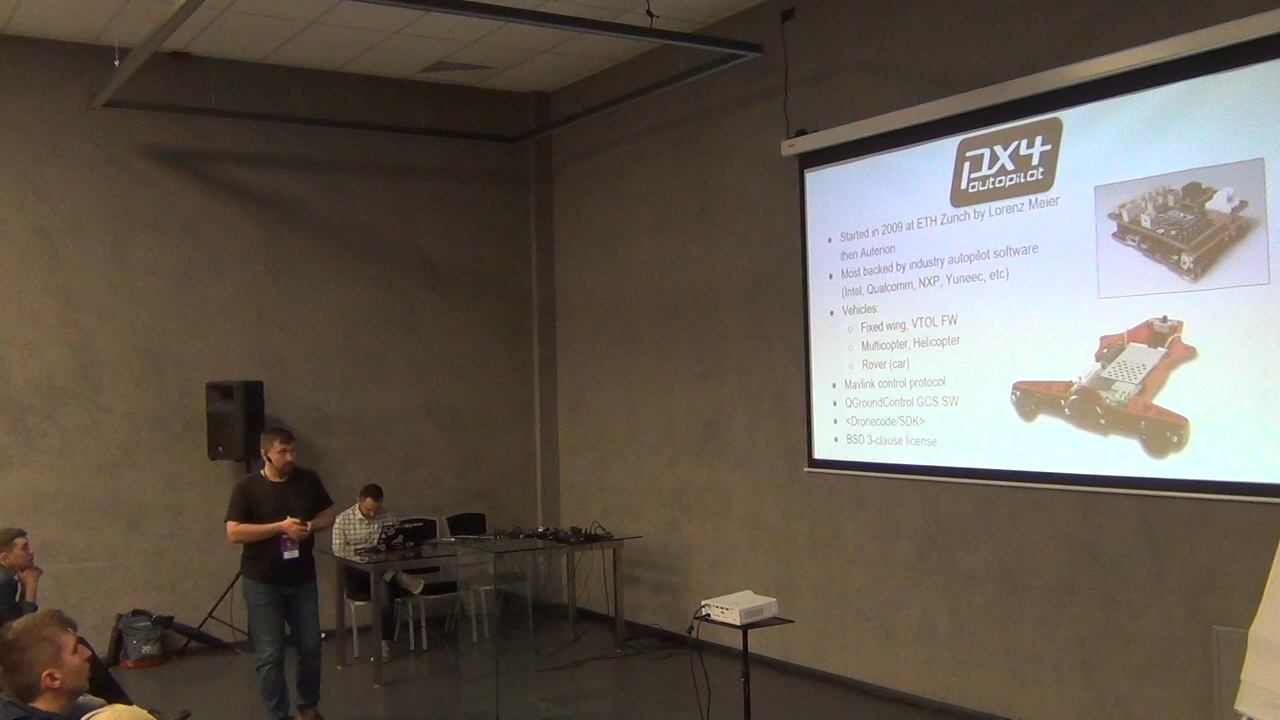 px4
autopilot
Started in 2009 at ETH Zurich by Lorenz Meier
then Auterion
Most backed by industry autopilot software
(Intel, Qualcomm, NXP, Yuneec, etc)
Vehicles:
Fixed wing, VTOL FW
Multicopter, Helicopter
Rover (car)
Mavlink control protocol
QGroundControl GCS SW
<Dronecode/SDK>
BSD 3-clause license